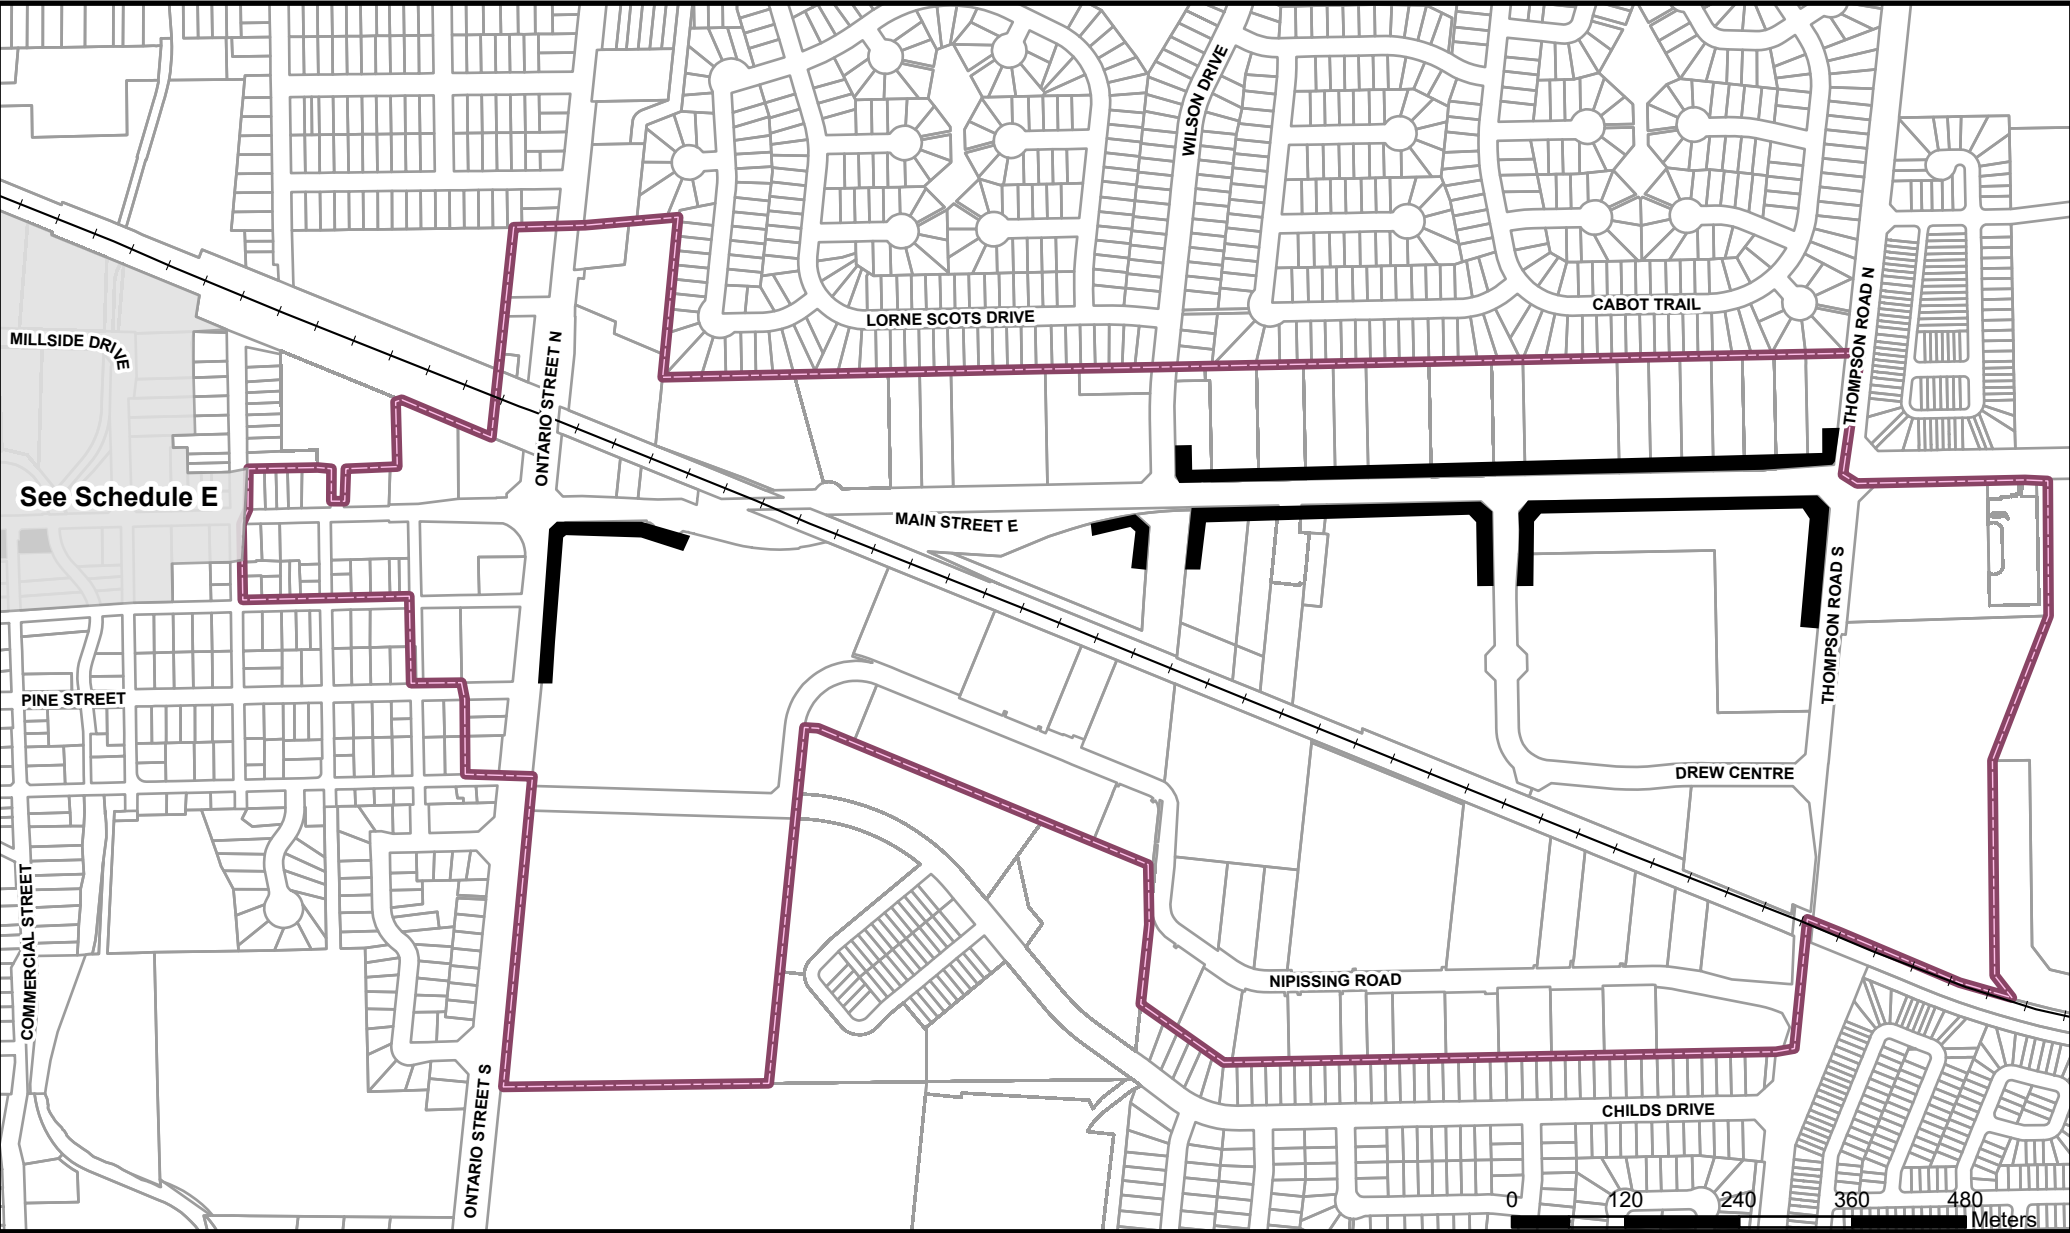 WILSON DRIVE
THOMPSON ROAD N
CABOT TRAIL
LORNE SCOTS DRIVE
MILLSIDE DRIVE
ONTARIO STREET N
See Schedule E
MAIN STREET E
THOMPSON ROAD S
PINE STREET
DREW CENTRE
COMMERCIAL STREET
NIPISSING ROAD
ONTARIO STREET S
CHILDS DRIVE
0 120 240 360 480
Meters